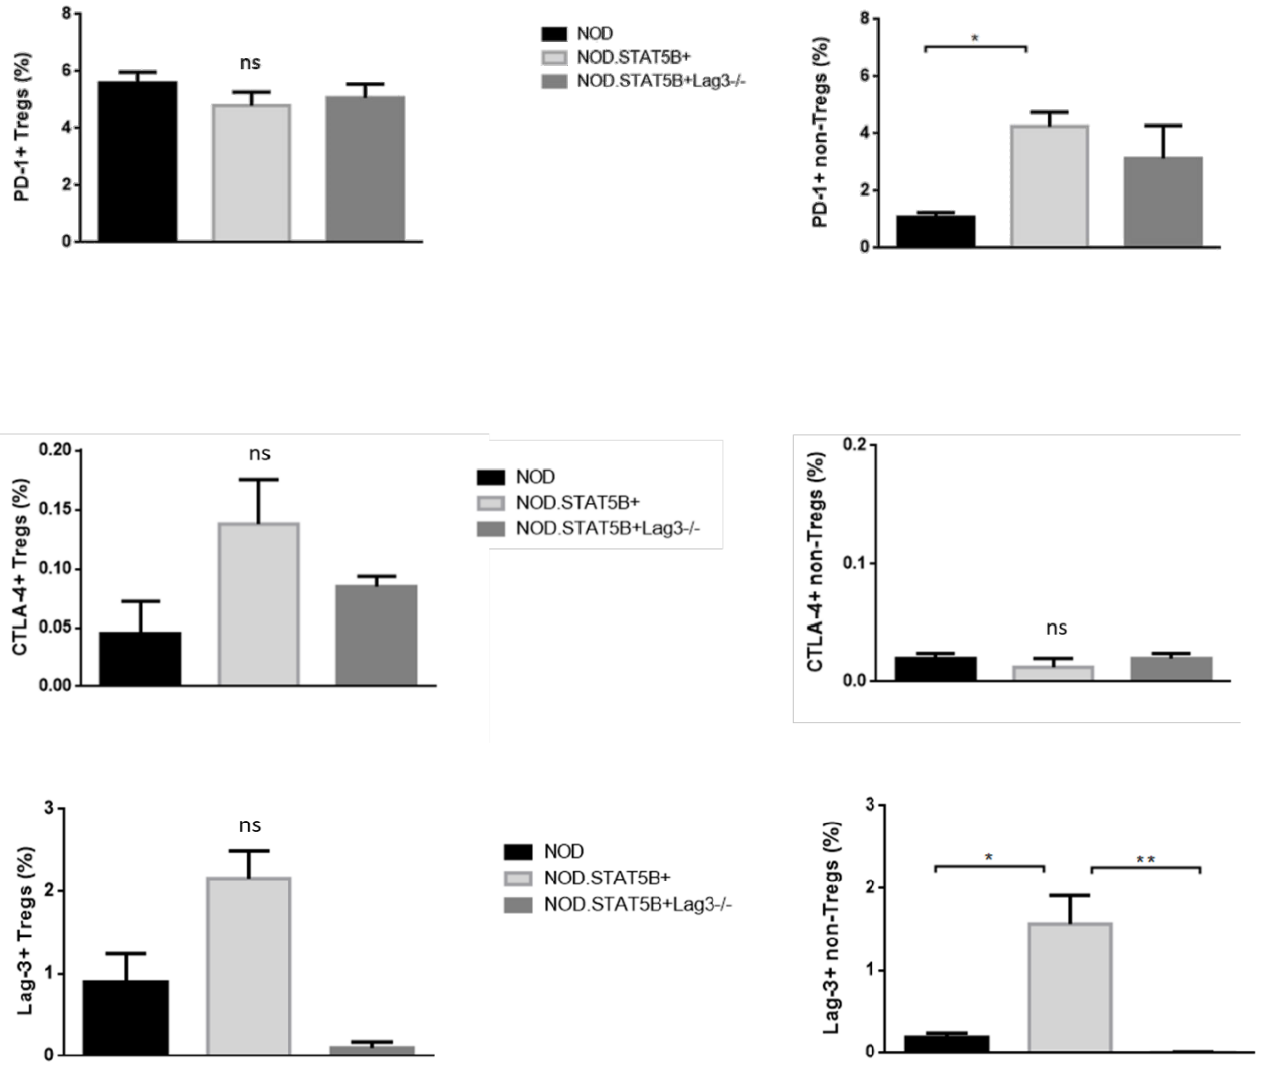 PD-1+ Tregs (%)
8
6
4
2
0
ns
NOD
NOD.STAT5B+
NOD.STAT5B+Lag3-/-
PD-1+ non-Tregs (%)
8
6
4
2
0
*
CTLA-4+ Tregs (%)
0.20
0.15
0.10
0.05
0.00
ns
NOD
NOD.STAT5B+
NOD.STAT5B+Lag3-/-
CTLA-4+ non-Tregs (%)
0.2
0.1
0.0
ns
Lag-3+ Tregs (%)
3
2
1
0
ns
NOD
NOD.STAT5B+
NOD.STAT5B+Lag3-/-
Lag-3+ non-Tregs (%)
3
2
1
0
*
**